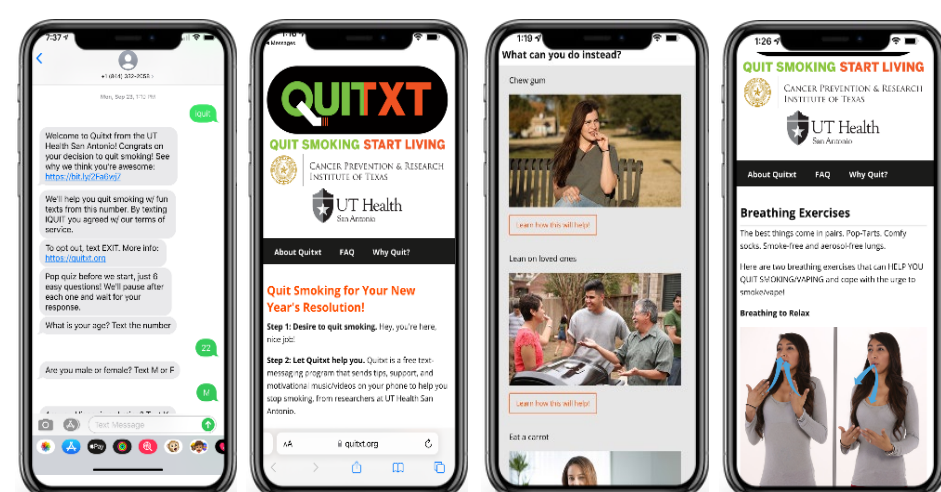 7:37
+1 (844) 332-2058
Mon, Sep 23, 1:12 PM
iquit
Welcome to Quitxt from the UT
Health San Antonio! Congrats on
your decision to quit smoking! See
why we think you're awesome:
https://bit.ly/2Fa6wjZ
We'll help you quit smoking w/ fun
texts from this number. By texting
IQUIT you agreed w/ our terms of
service.
To opt out, text EXIT. More info:
https://quitxt.org
Pop quiz before we start, just 6
easy questions! We'll pause after
each one and wait for your
response.
What is your age? Text the number
22
Are you male or female? Text M or F
M
Text Message
Pay
Messages
QUITXT
QUIT SMOKING START LIVING
CANCER PREVENTION & RESEARCH
INSTITUTE OF TEXAS
UT Health
San Antonio
About Quitxt FAQ Why Quit?
Quit Smoking for Your New
Year's Resolution!
Step 1: Desire to quit smoking. Hey, you're here,
nice job!
Step 2: Let Quitxt help you. Quitxt is a free text-
messaging program that sends tips, support, and
motivational music/videos on your phone to help you
stop smoking, from researchers at UT Health San
Antonio.
AA quitxt.org
1:19
What can you do instead?
Chew gum
Learn how this will help!
Lean on loved ones
Learn how this will help!
Eat a carrot
1:26
QUIT SMOKING START LIVING
CANCER PREVENTION & RESEARCH
INSTITUTE OF TEXAS
UT Health
San Antonio
About Quitxt FAQ Why Quit?
Breathing Exercises
The best things come in pairs. Pop-Tarts. Comfy
socks. Smoke-free and aerosol-free lungs.
Here are two breathing exercises that can HELP YOU
QUIT SMOKING/VAPING and cope with the urge to
smoke/vape!
Breathing to Relax